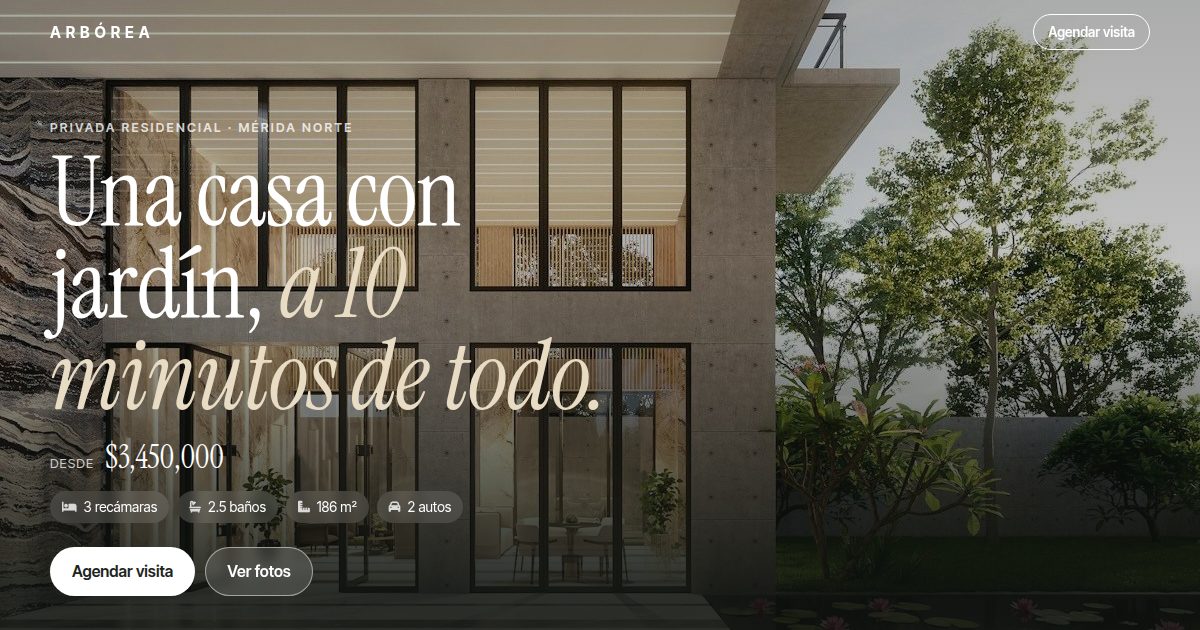 ARBÓREA
Agendar visita
PRIVADA RESIDENCIAL · MÉRIDA NORTE
Una casa con
jardín, a 10
minutos de todo.
DESDE $3,450,000
3 recámaras 2.5 baños 186 m² 2 autos
Agendar visita Ver fotos